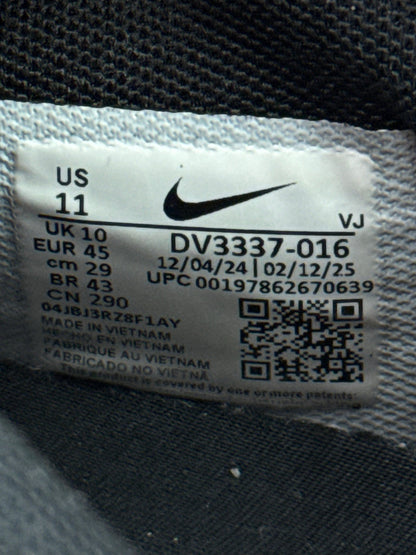 US
11
VJ
UK 10
EUR 45
cm 29
BR 43
CN 290
DV3337-016
12/04/24 | 02/12/25
UPC 00197862670639
04JBJ3RZ8F1AY
MADE IN VIETNAM
HECHO EN VIETNAM
FABRIQUE AU VIETNAM
FABRICADO NO VIETNÃ
This product is covered by one or more patents: